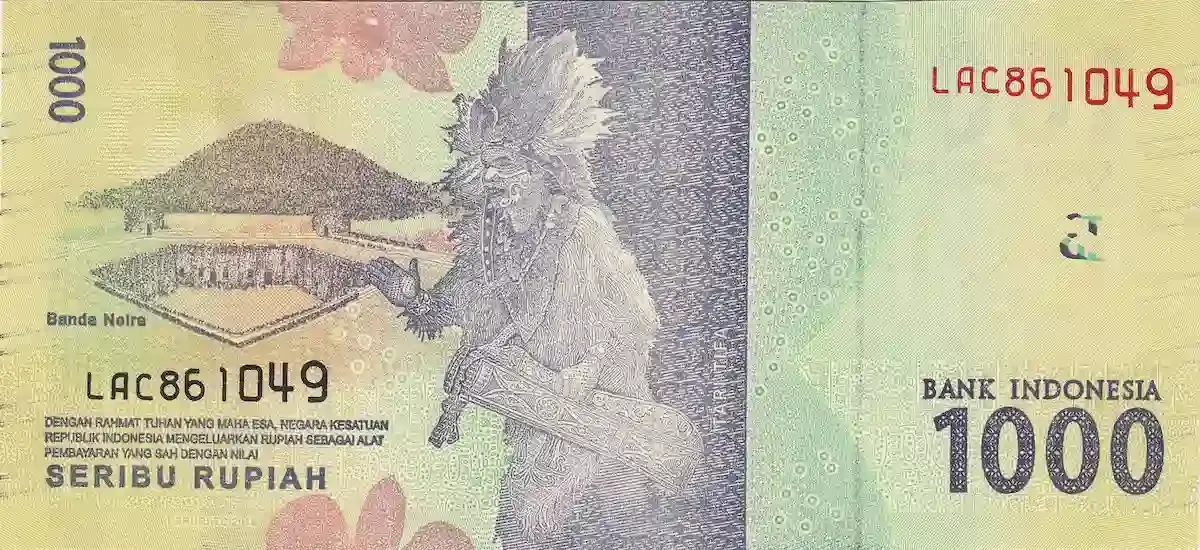 1000
LAC861049
Banda Neira
LAC861049
DENGAN RAHMAT TUHAN YANG MAHA ESA, NEGARA KESATUAN
REPUBLIK INDONESIA MENGELUARKAN RUPIAH SEBAGAI ALAT
PEMBAYARAN YANG SAH DENGAN NILAI
SERIBU RUPIAH
TARI TIFA
BANK INDONESIA
1000